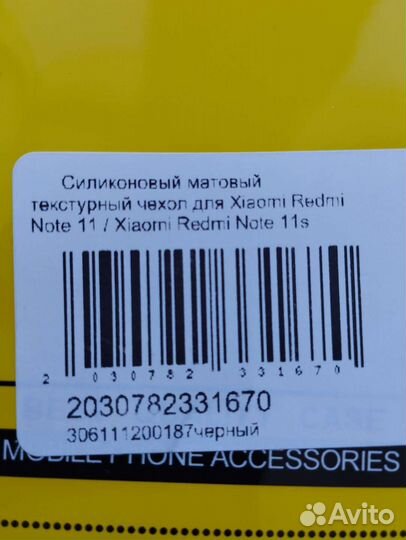 Силиконовый матовый
текстурный чехол для Xiaomi Redmi
Note 11 / Xiaomi Redmi Note 11s
2 030782 331670
2030782331670
306111200187черный
CASE
MOBILE PHONE ACCESSORIES
Avito